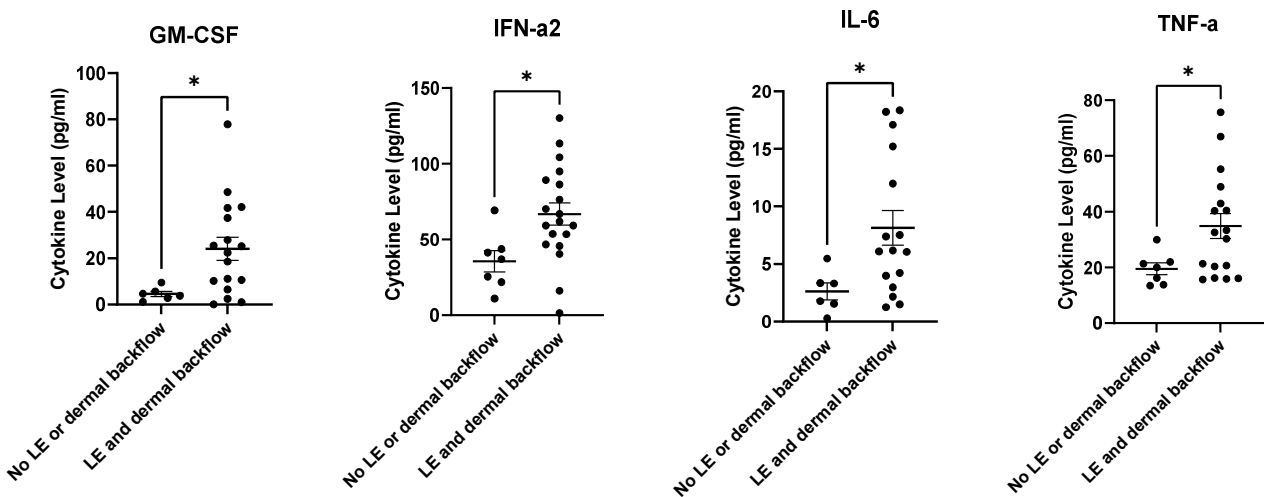 GM-CSF
Cytokine Level (pg/ml)
100
80
60
40
20
0
*
No LE or dermal backflow
LE and dermal backflow
IFN-a2
Cytokine Level (pg/ml)
150
100
50
0
*
No LE or dermal backflow
LE and dermal backflow
IL-6
Cytokine Level (pg/ml)
20
15
10
5
0
*
No LE or dermal backflow
LE and dermal backflow
TNF-a
Cytokine Level (pg/ml)
80
60
40
20
0
*
No LE or dermal backflow
LE and dermal backflow